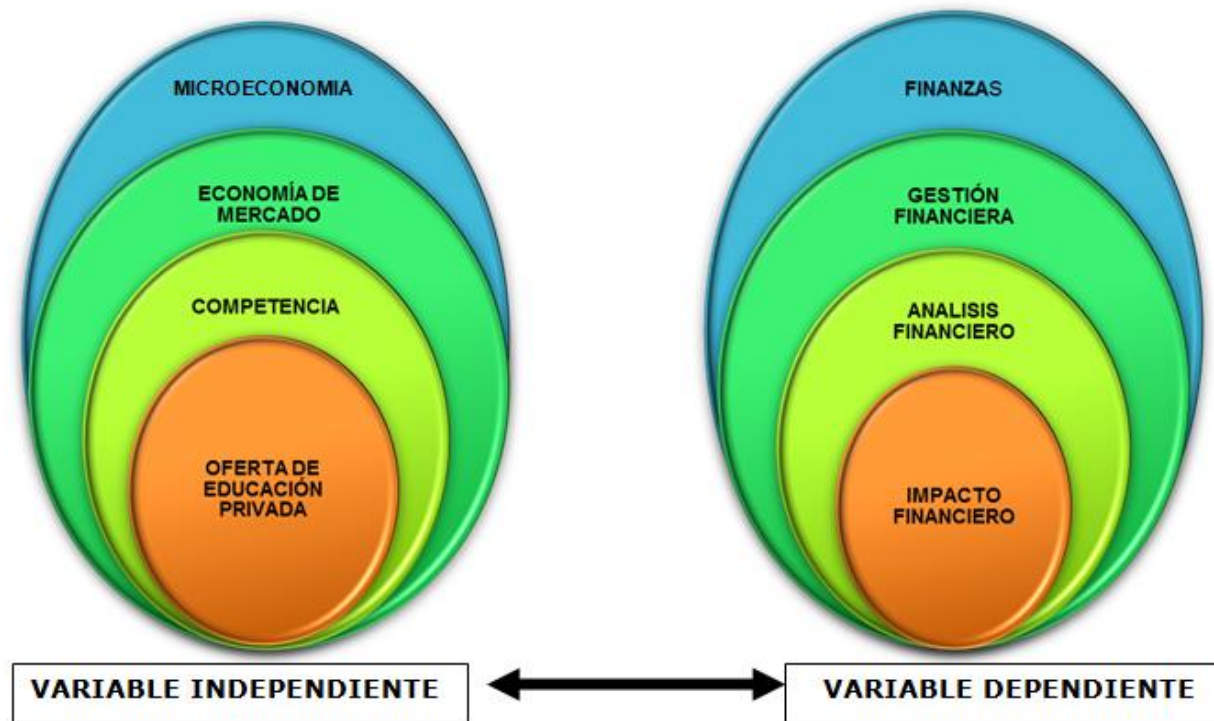 MICROECONOMIA
ECONOMÍA DE
MERCADO
COMPETENCIA
OFERTA DE
EDUCACIÓN
PRIVADA
VARIABLE INDEPENDIENTE
FINANZAS
GESTIÓN
FINANCIERA
ANALISIS
FINANCIERO
IMPACTO
FINANCIERO
VARIABLE DEPENDIENTE